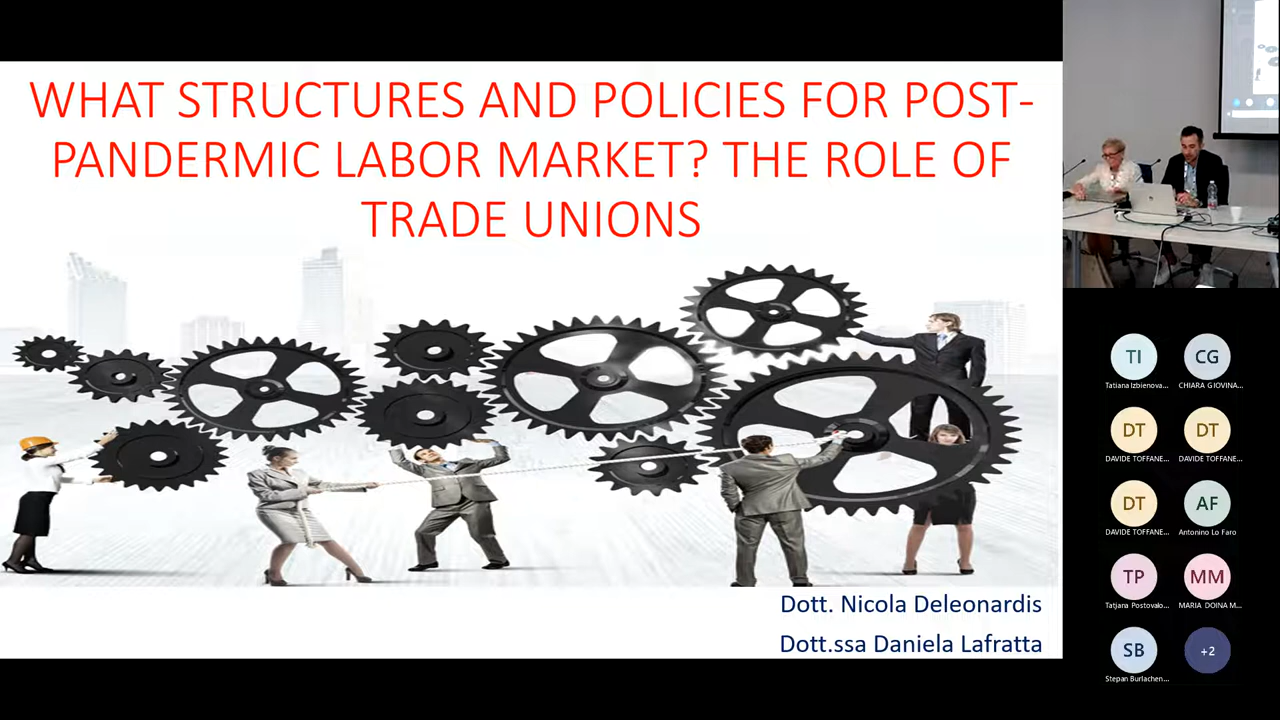 WHAT STRUCTURES AND POLICIES FOR POST-
PANDERMIC LABOR MARKET? THE ROLE OF
TRADE UNIONS
Dott. Nicola Deleonardis
Dott.ssa Daniela Lafratta
TI
Tatiana Izbienova...
CG
CHIARA GIOVINA...
DT
DAVIDE TOFFANE...
DT
DAVIDE TOFFANE...
DT
DAVIDE TOFFANE...
AF
Antonino Lo Faro
TP
Tatjana Postovalo...
MM
MARIA DOINA M...
SB
Stepan Burlachen...
+2